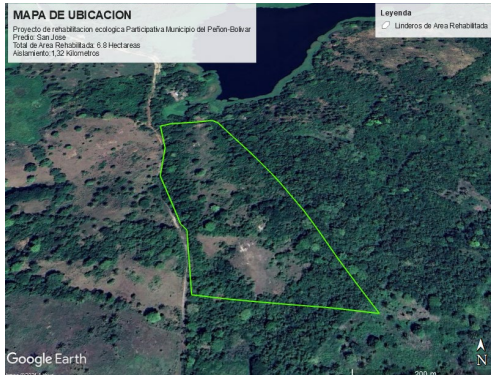 MAPA DE UBICACION
Proyecto de rehabilitacion ecologica Participativa Municipio del Peñon-Bolivar
Predio: San Jose
Total de Area Rehabilitada: 6.8 Hectareas
Aislamiento:1,32 Kilometros
Leyenda
Linderos de Area Rehabilitada
Google Earth
N
200 m